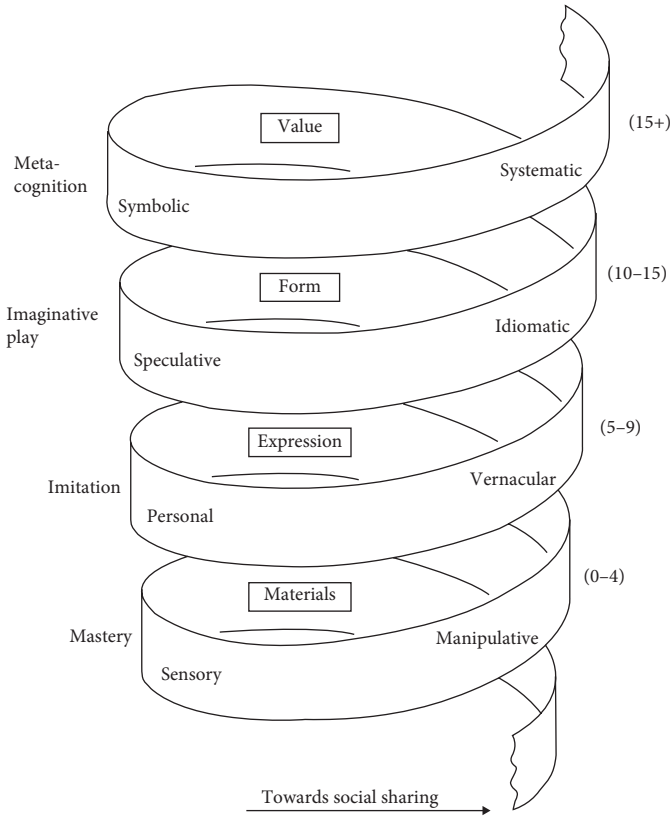 Value
(15+)
Meta-
cognition
Systematic
Symbolic
Form
(10–15)
Imaginative
play
Idiomatic
Speculative
Expression
(5–9)
Imitation
Vernacular
Personal
Materials
(0–4)
Mastery
Manipulative
Sensory
Towards social sharing